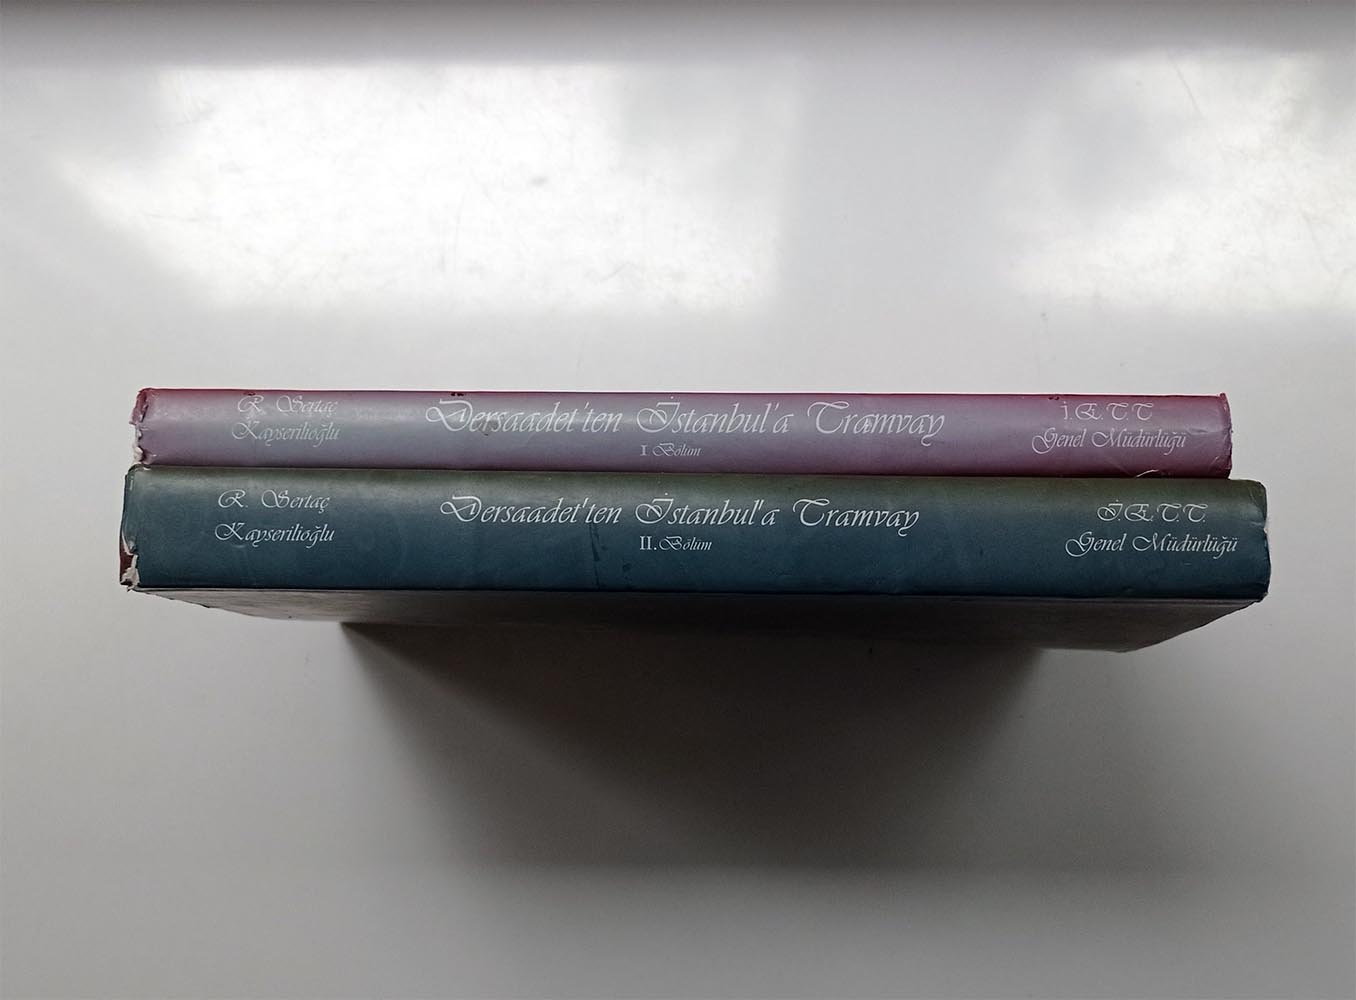 R. Sertaç
Kayserilioğlu
Dersaadet'ten İstanbul'a Tramvay
I Bölüm
İ.E.T.T
Genel Müdürlüğü
R. Sertaç
Kayserilioğlu
Dersaadet'ten İstanbul'a Tramvay
II. Bölüm
İ.E.T.T.
Genel Müdürlüğü